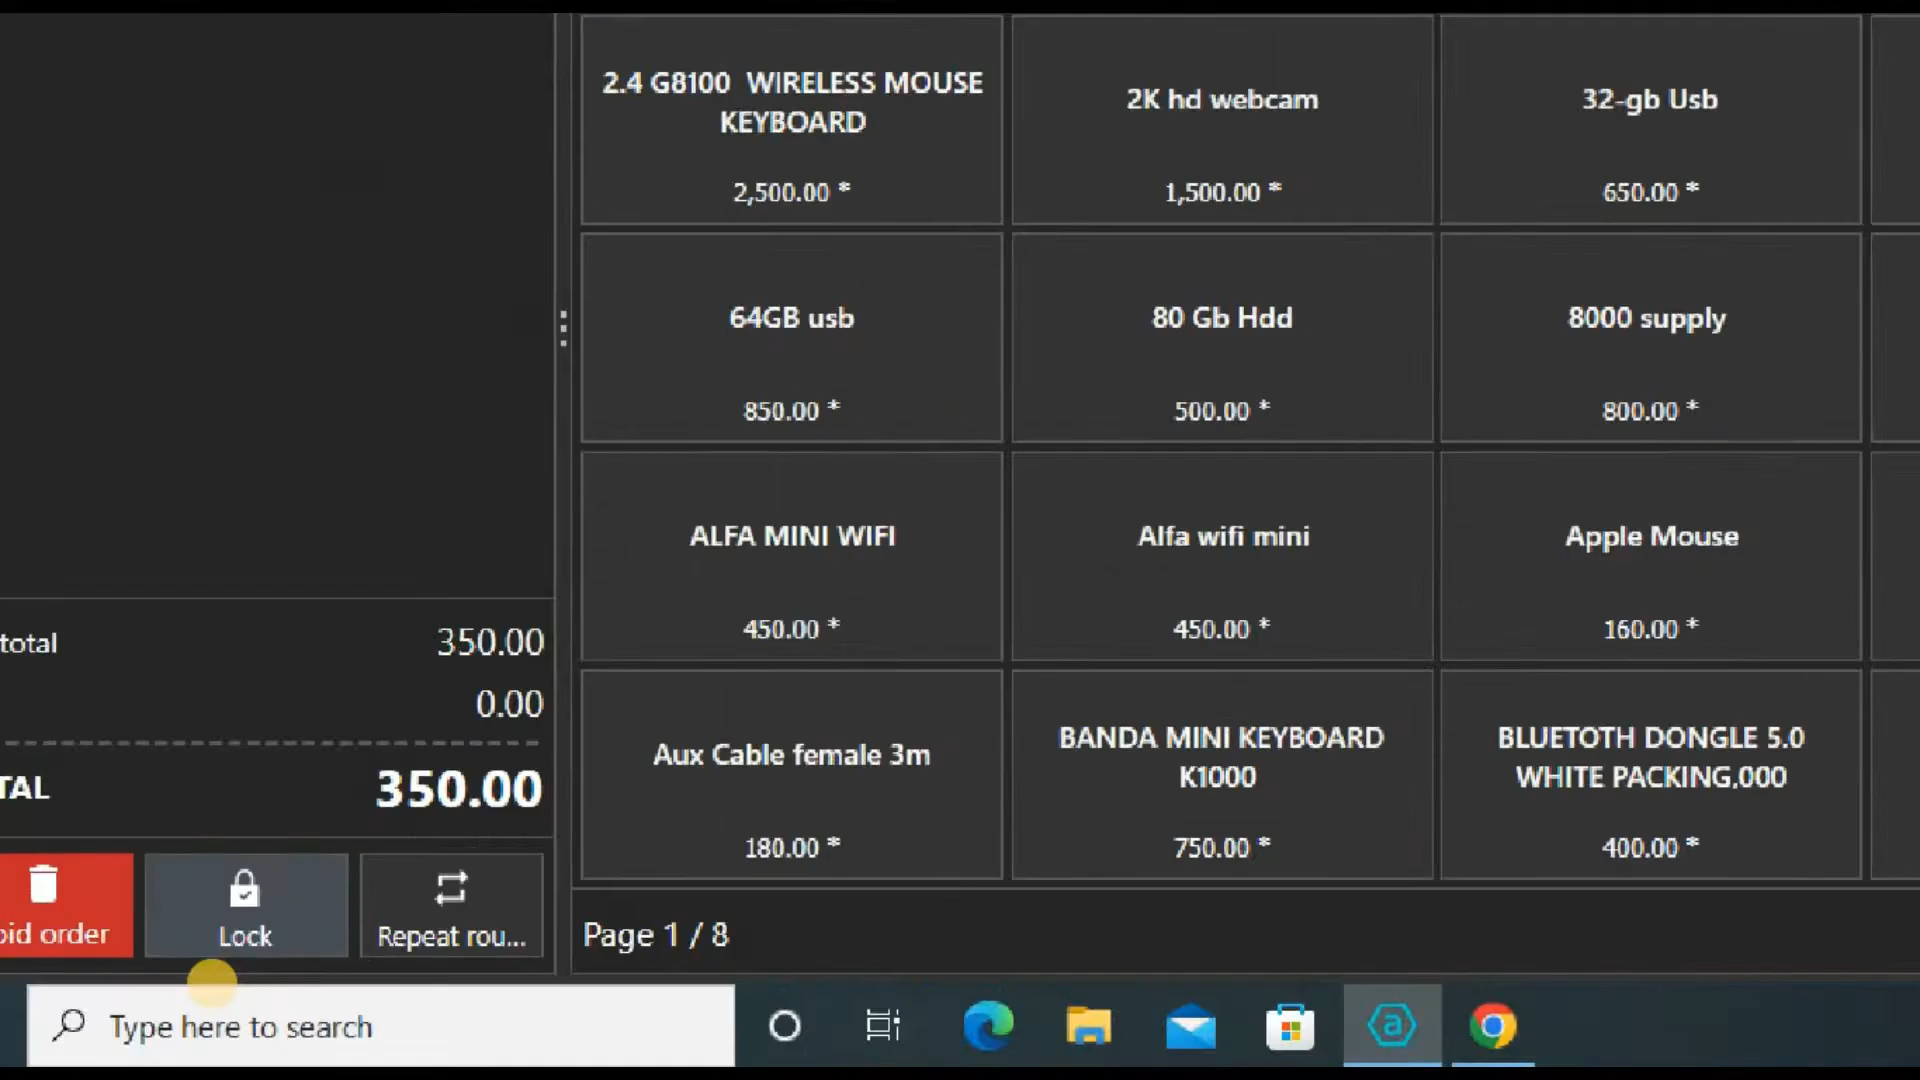 2.4 G8100  WIRELESS MOUSE
KEYBOARD
2,500.00 *
2K hd webcam
1,500.00 *
32-gb Usb
650.00 *
64GB usb
850.00 *
80 Gb Hdd
500.00 *
8000 supply
800.00 *
ALFA MINI WIFI
450.00 *
Alfa wifi mini
450.00 *
Apple Mouse
160.00 *
Aux Cable female 3m
180.00 *
BANDA MINI KEYBOARD
K1000
750.00 *
BLUETOTH DONGLE 5.0
WHITE PACKING,000
400.00 *
total 350.00
0.00
TAL 350.00
oid order
Lock
Repeat rou...
Page 1 / 8
Type here to search